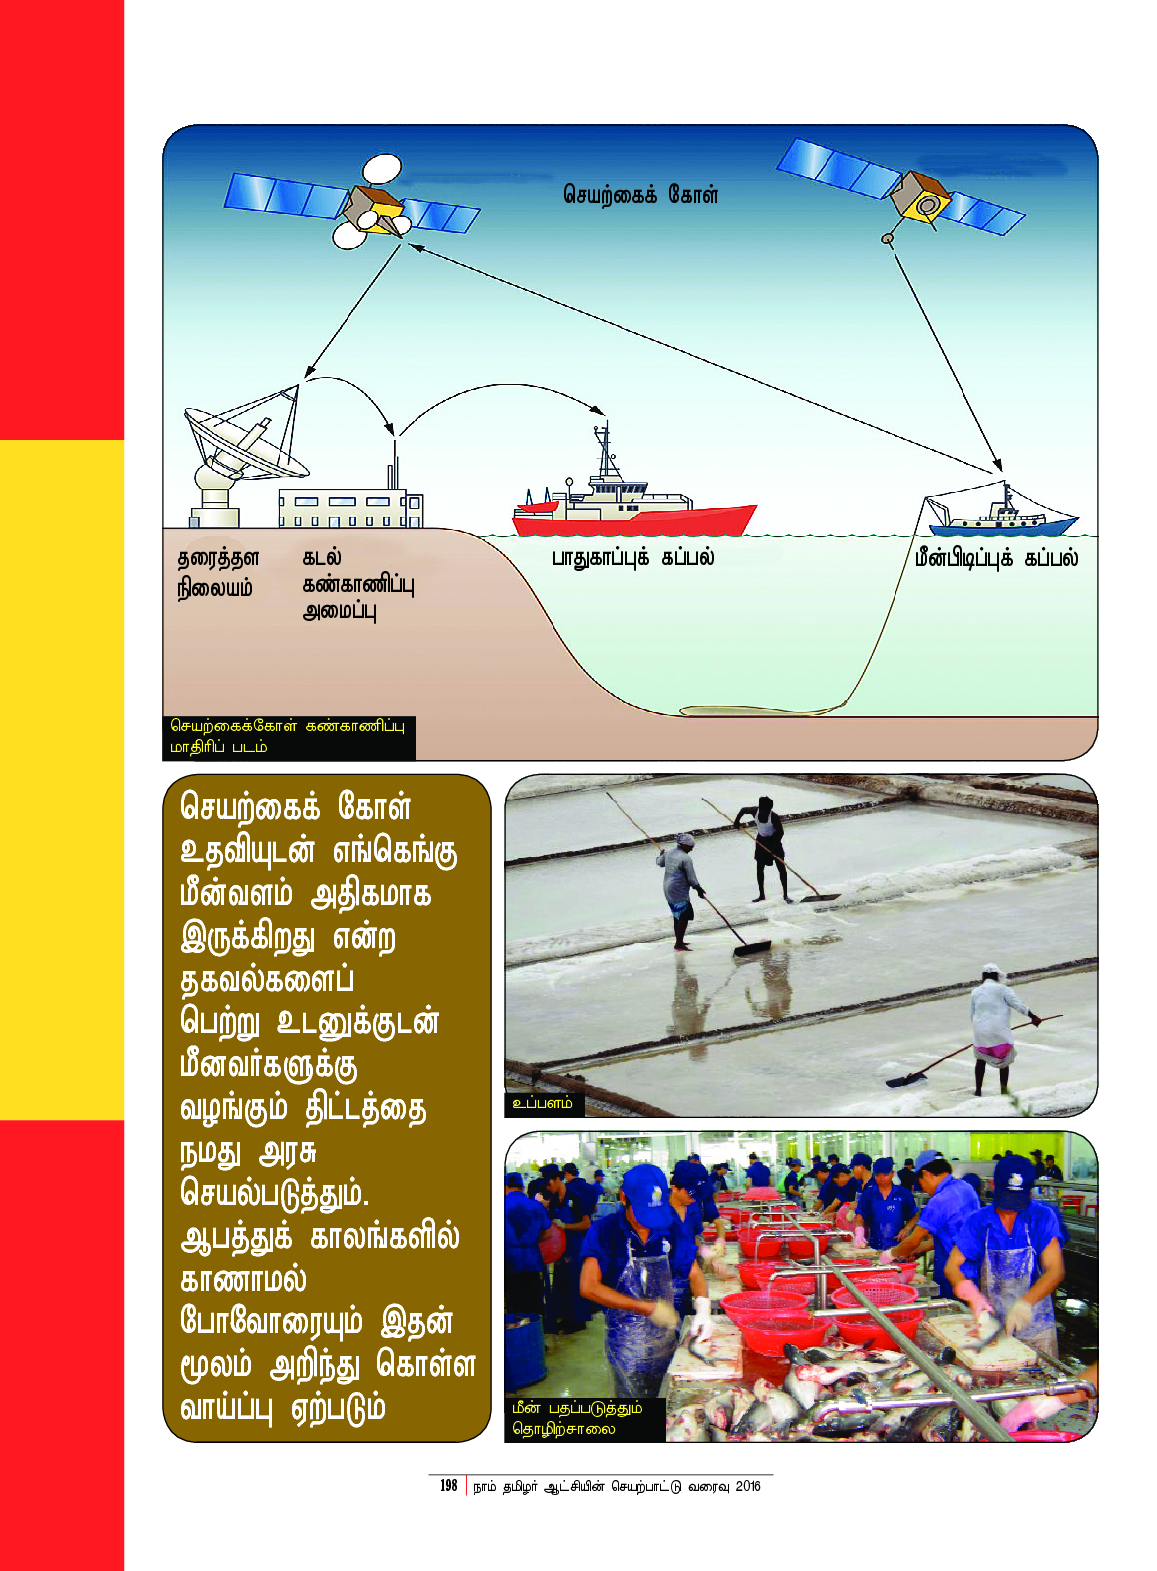 செயற்கைக் கோள்
தரைத்தள
நிலையம்
கடல்
கண்காணிப்பு
அமைப்பு
பாதுகாப்புக் கப்பல்
மீன்பிடிப்புக் கப்பல்
செயற்கைக்கோள் கண்காணிப்பு
மாதிரிப் படம்
செயற்கைக் கோள்
உதவியுடன் எங்கெங்கு
மீன்வளம் அதிகமாக
இருக்கிறது என்ற
தகவல்களைப்
பெற்று உடனுக்குடன்
மீனவர்களுக்கு
வழங்கும் திட்டத்தை
நமது அரசு
செயல்படுத்தும்.
ஆபத்துக் காலங்களில்
காணாமல்
போவோரையும் இதன்
மூலம் அறிந்து கொள்ள
வாய்ப்பு ஏற்படும்
உப்பளம்
மீன் பதப்படுத்தும்
தொழிற்சாலை
198 நாம் தமிழர் ஆட்சியின் செயற்பாட்டு வரைவு 2016